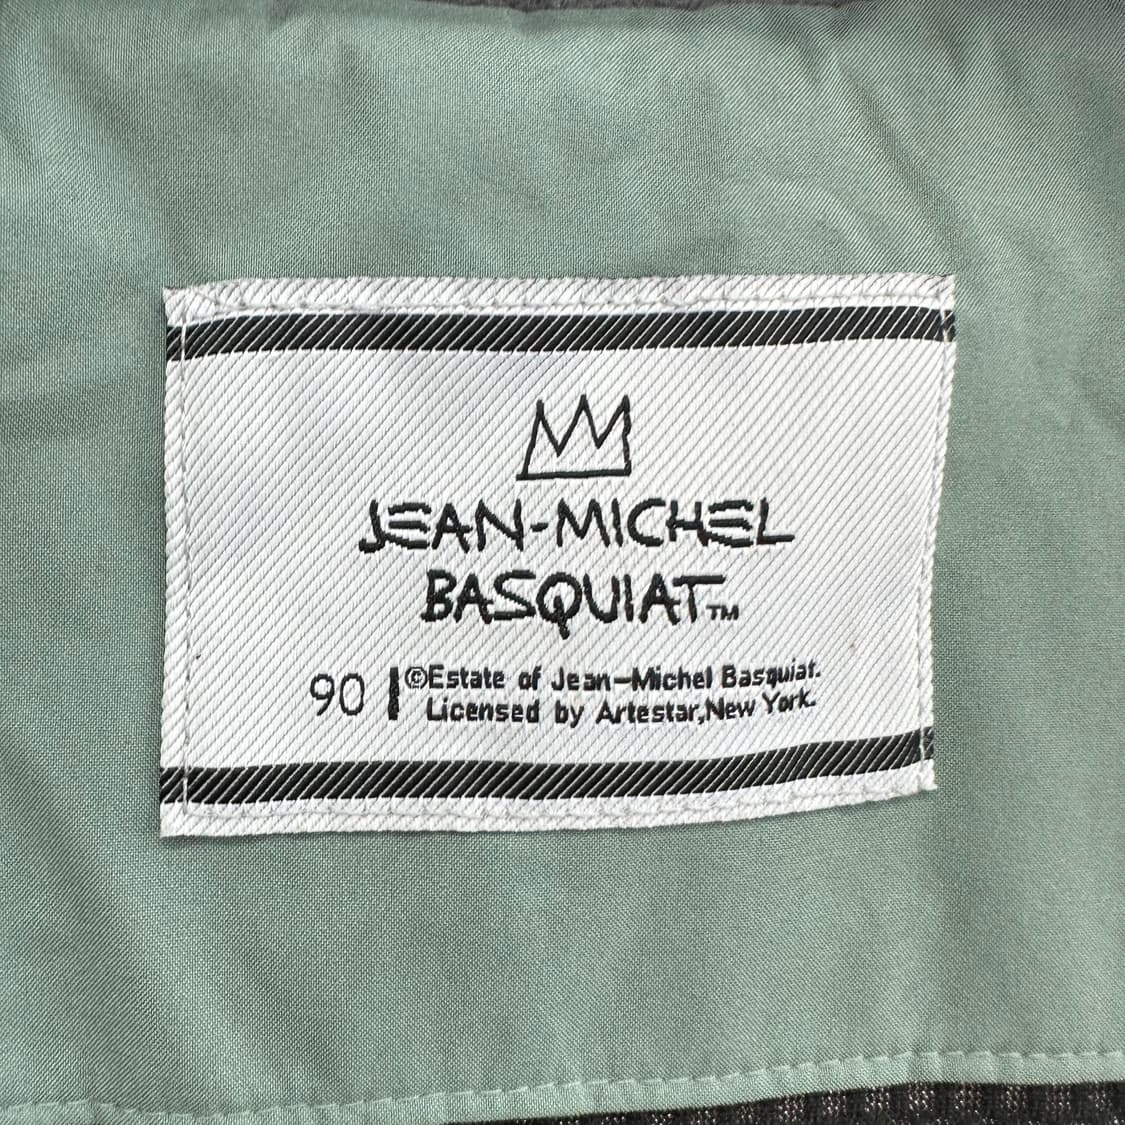 JEAN-MICHEL
BASQUIAT™
90 ©Estate of Jean-Michel Basquiat.
Licensed by Artestar,New York.